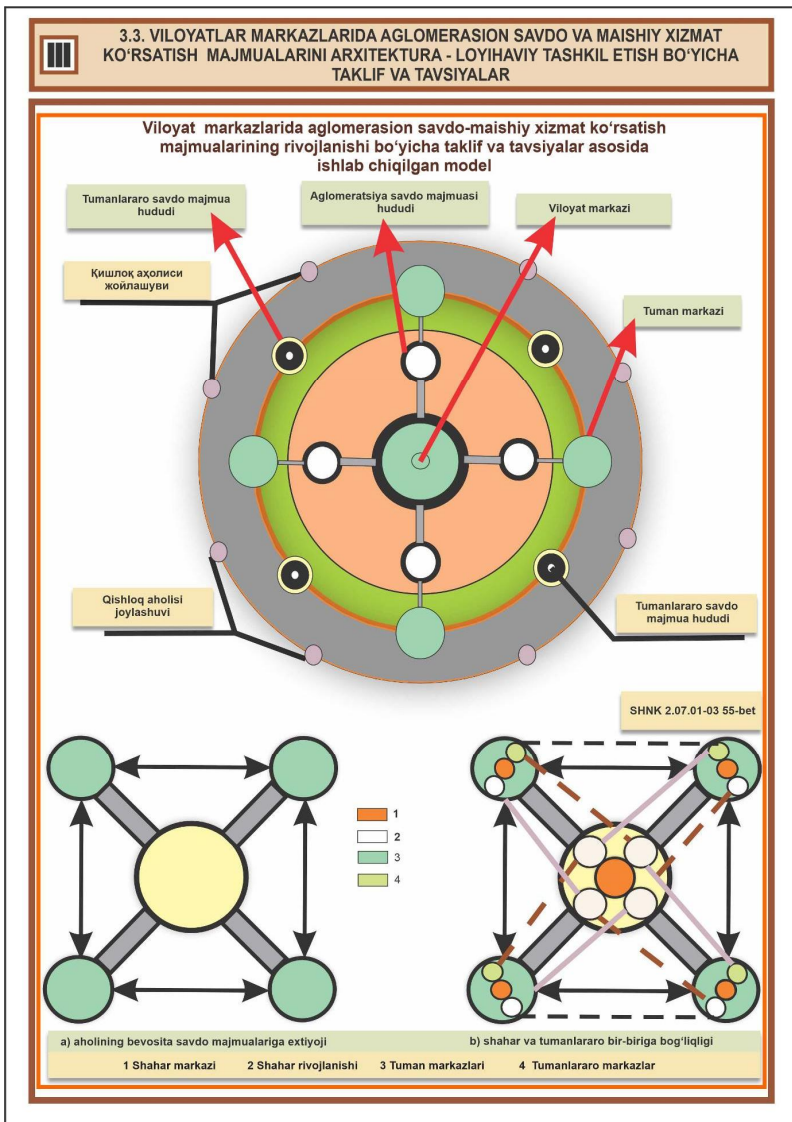 III
3.3. VILOYATLAR MARKAZLARIDA AGLOMERASION SAVDO VA MAISHIY XIZMAT
KO‘RSATISH MAJMUALARINI ARXITEKTURA - LOYIHAVIY TASHKIL ETISH BO‘YICHA
TAKLIF VA TAVSIYALAR
Viloyat markazlarida aglomerasion savdo-maishiy xizmat ko‘rsatish
majmualarining rivojlanishi bo‘yicha taklif va tavsiyalar asosida
ishlab chiqilgan model
Tumanlararo savdo majmua
hududi
Aglomeratsiya savdo majmuasi
hududi
Viloyat markazi
Қишлоқ аҳолиси
жойлашуви
Tuman markazi
Qishloq aholisi
joylashuvi
Tumanlararo savdo
majmua hududi
SHNK 2.07.01-03 55-bet
1
2
3
4
a) aholining bevosita savdo majmualariga extiyoji
b) shahar va tumanlararo bir-biriga bog‘liqligi
1 Shahar markazi 2 Shahar rivojlanishi 3 Tuman markazlari 4 Tumanlararo markazlar